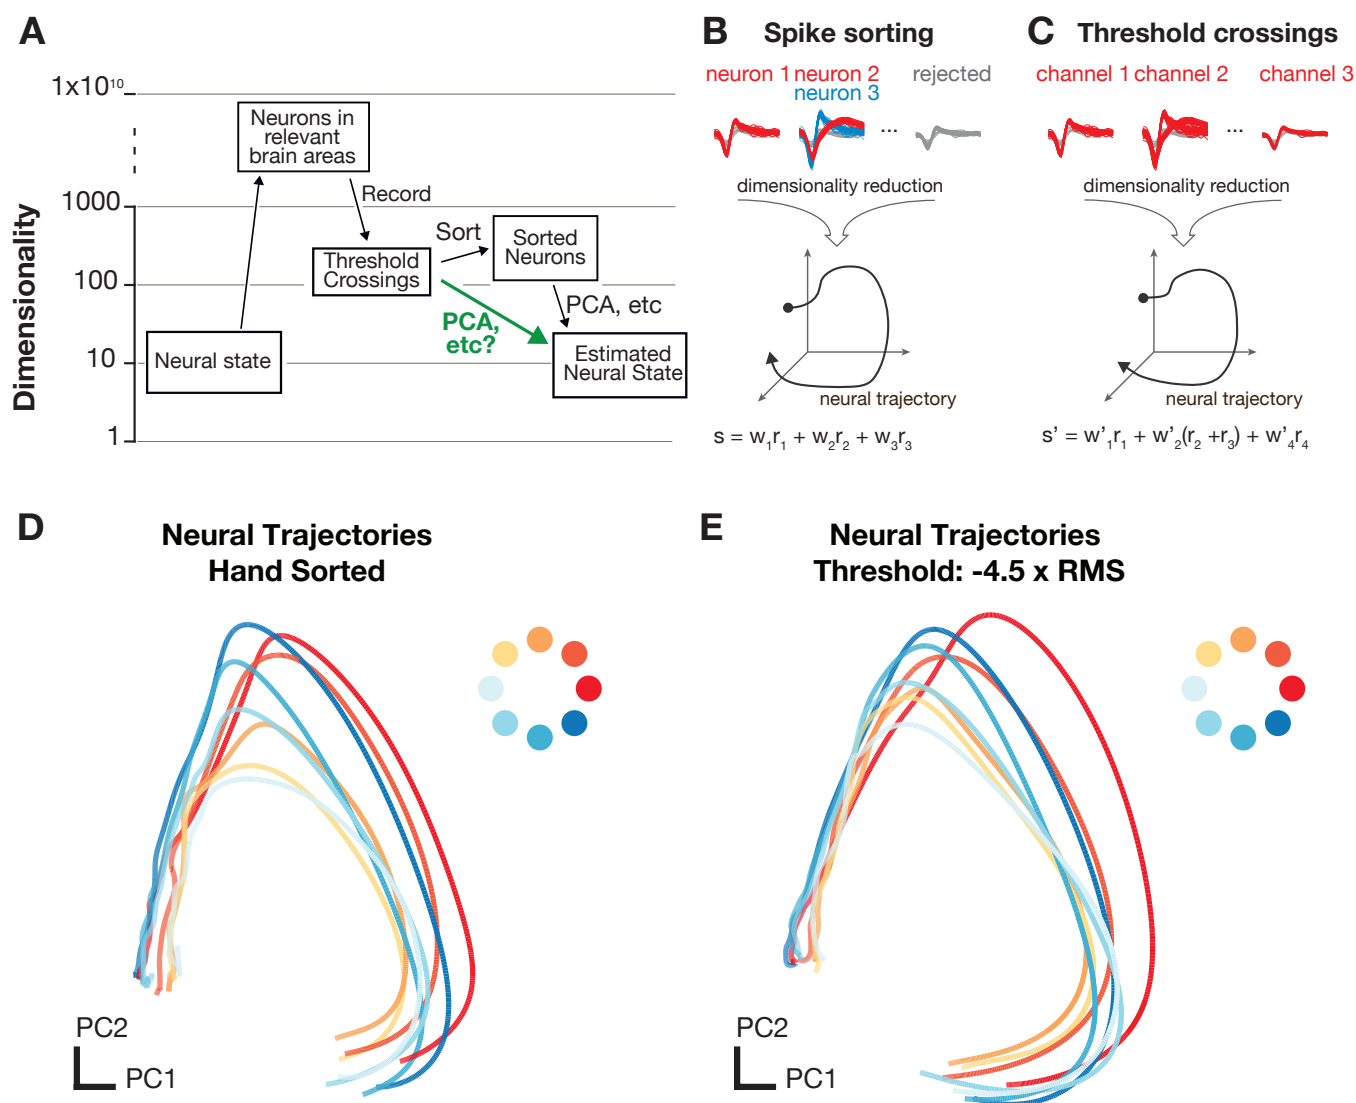 A
1x10¹⁰
1000
100
10
1
Dimensionality
Neurons in
relevant
brain areas
Record
Threshold
Crossings
Sort
Sorted
Neurons
PCA, etc
PCA,
etc?
Neural state
Estimated
Neural State
B Spike sorting
neuron 1 neuron 2 rejected
neuron 3
...
dimensionality reduction
neural trajectory
s = w₁r₁ + w₂r₂ + w₃r₃
C Threshold crossings
channel 1 channel 2 channel 3
...
dimensionality reduction
neural trajectory
s' = w'₁r₁ + w'₂(r₂ +r₃) + w'₄r₄
D Neural Trajectories
Hand Sorted
PC2
PC1
E Neural Trajectories
Threshold: -4.5 x RMS
PC2
PC1